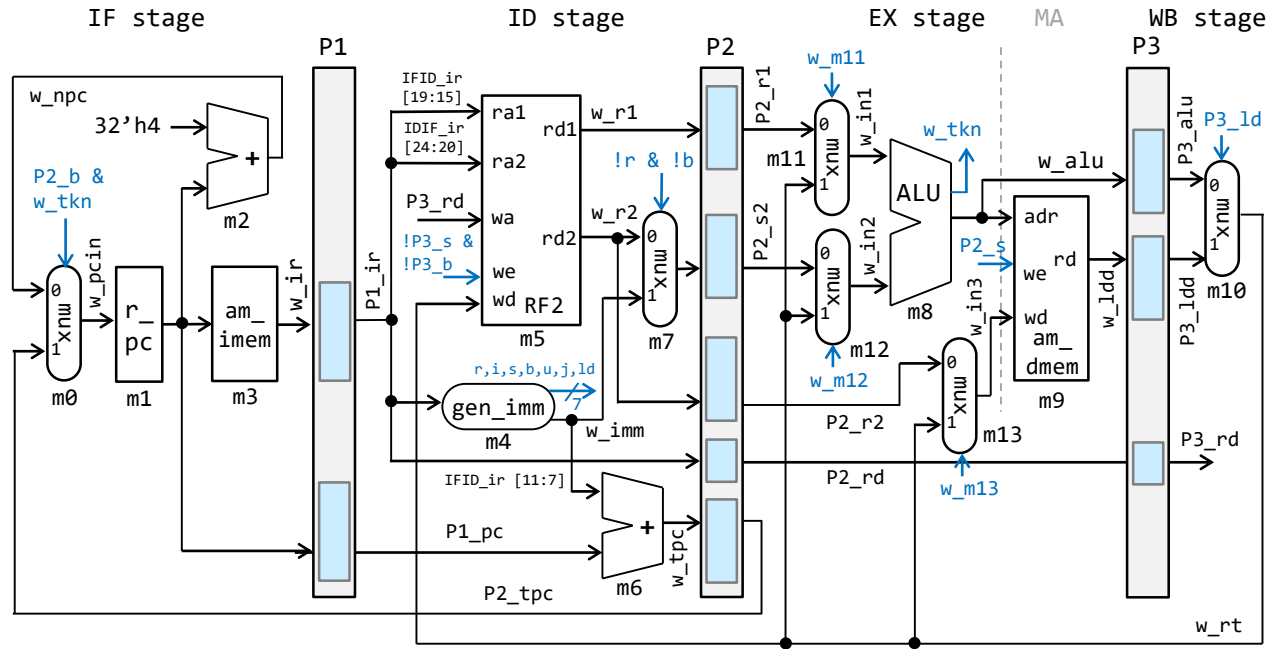 IF stage
ID stage
EX stage
MA
WB stage
P1
P2
P3
w_npc
32'h4
+
m2
P2_b &
w_tkn
0
mux
1
m0
w_pcin
r_
pc
m1
am_
imem
m3
w_ir
P1_ir
IFID_ir
[19:15]
IDIF_ir
[24:20]
P3_rd
!P3_s &
!P3_b
ra1
ra2
wa
we
wd
rd1
rd2
RF2
m5
w_r1
w_r2
!r & !b
0
mux
1
m7
r,i,s,b,u,j,ld
7
gen_imm
m4
w_imm
IFID_ir [11:7]
P1_pc
+
m6
w_tpc
P2_tpc
P2_r1
P2_s2
P2_r2
P2_rd
w_m11
0
mux
1
m11
w_in1
0
mux
1
m12
w_m12
w_in2
w_tkn
ALU
m8
w_in3
0
mux
1
m13
w_m13
w_alu
P2_s
adr
rd
we
wd
am_
dmem
m9
w_ldd
P3_alu
P3_ldd
P3_ld
0
mux
1
m10
P3_rd
w_rt